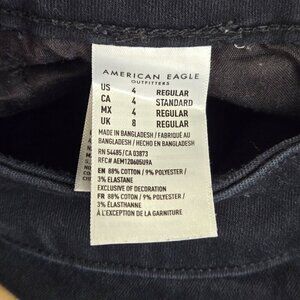 AMERICAN EAGLE
OUTFITTERS
US 4 REGULAR
CA 4 STANDARD
MX 4 REGULAR
UK 8 REGULAR
MADE IN BANGLADESH / FABRIQUÉ AU
BANGLADESH / HECHO EN BANGLADESH
RN 54485 / CA 03873
RFC# AEM120605U9A
EN 88% COTTON / 9% POLYESTER /
3% ELASTANE
EXCLUSIVE OF DECORATION
FR 88% COTON / 9% POLYESTER /
3% ÉLASTHANNE
À L'EXCEPTION DE LA GARNITURE